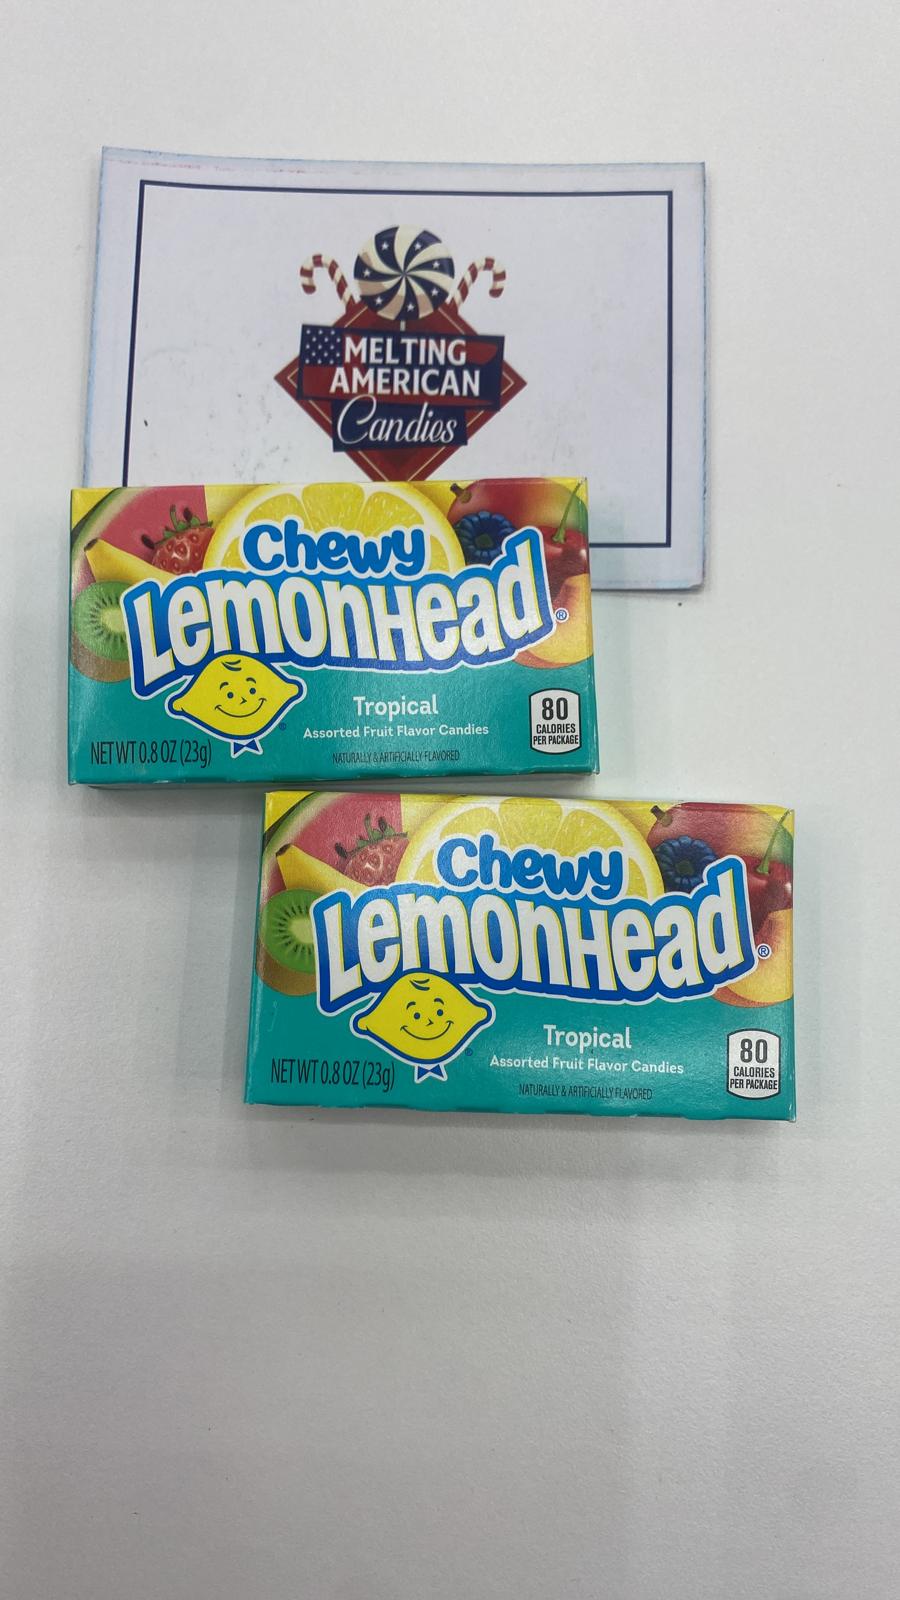 MELTING
AMERICAN
Candies
Chewy
Lemonhead®
Tropical
Assorted Fruit Flavor Candies
NATURALLY & ARTIFICIALLY FLAVORED
NET WT 0.8 OZ (23g)
80
CALORIES
PER PACKAGE
Chewy
Lemonhead®
Tropical
Assorted Fruit Flavor Candies
NATURALLY & ARTIFICIALLY FLAVORED
NET WT 0.8 OZ (23g)
80
CALORIES
PER PACKAGE